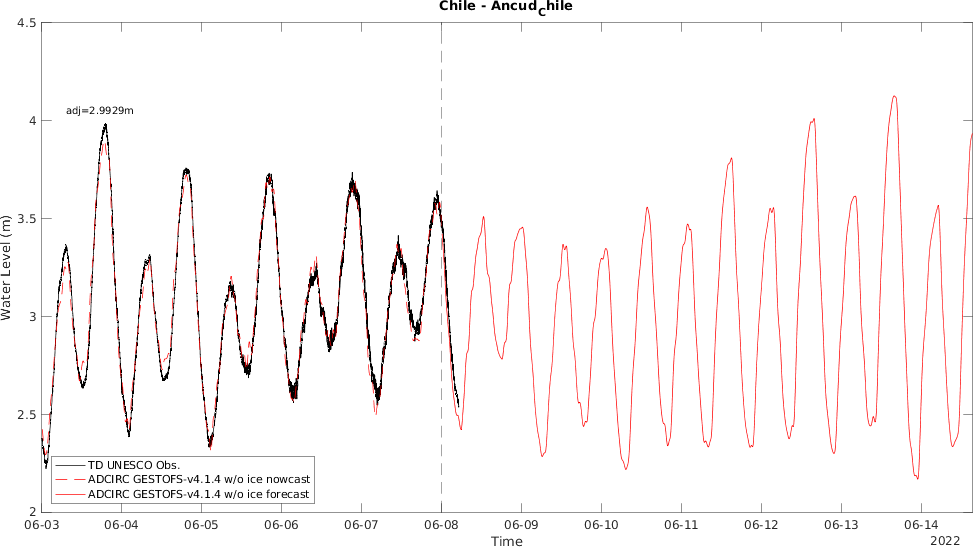 Chile - Ancud_Chile
4.5
adj=2.9929m
4
3.5
Water Level (m)
3
2.5
TD UNESCO Obs.
ADCIRC GESTOFS-v4.1.4 w/o ice nowcast
ADCIRC GESTOFS-v4.1.4 w/o ice forecast
2
06-03 06-04 06-05 06-06 06-07 06-08 06-09 06-10 06-11 06-12 06-13 06-14
Time
2022